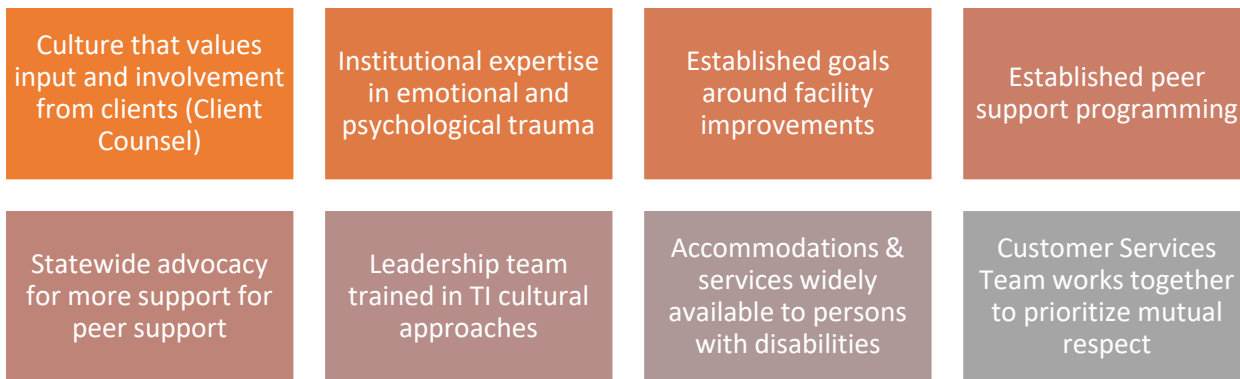 Culture that values
input and involvement
from clients (Client
Counsel)
Institutional expertise
in emotional and
psychological trauma
Established goals
around facility
improvements
Established peer
support programming
Statewide advocacy
for more support for
peer support
Leadership team
trained in TI cultural
approaches
Accommodations &
services widely
available to persons
with disabilities
Customer Services
Team works together
to prioritize mutual
respect